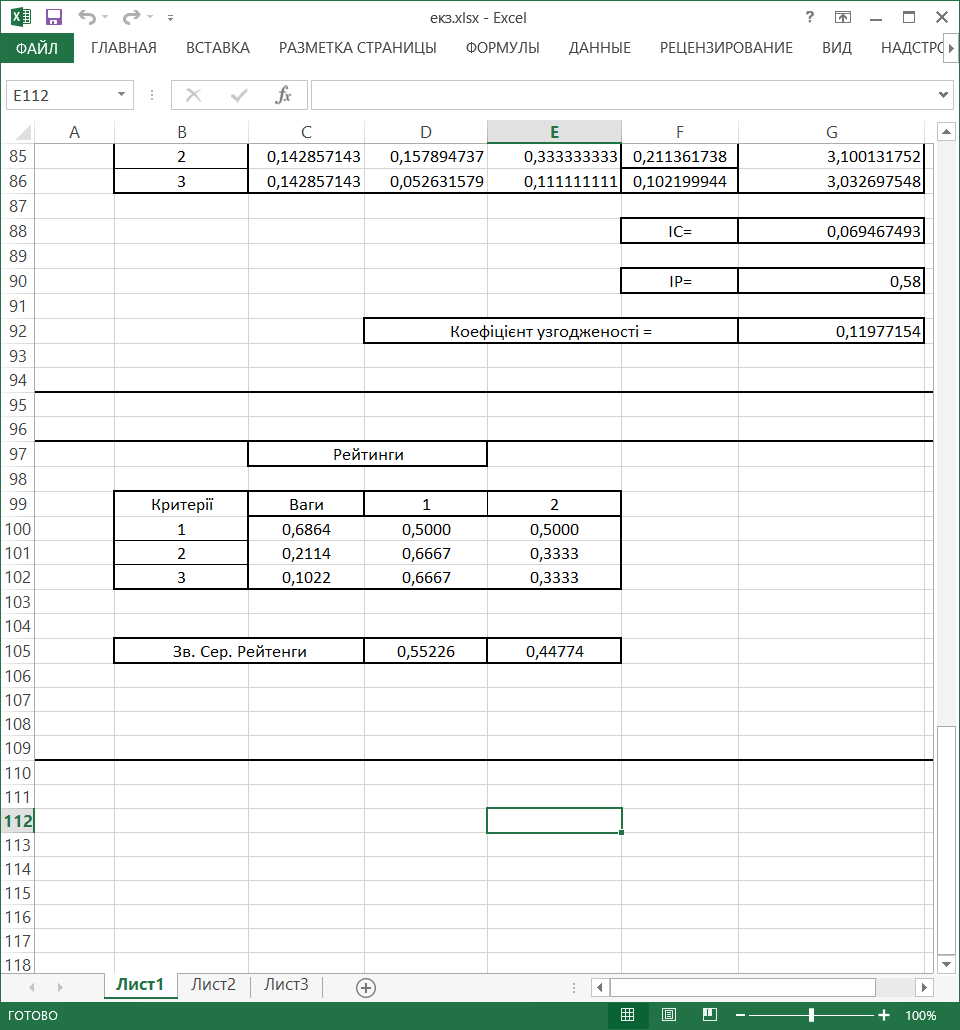 екз.xlsx - Excel
ФАЙЛ ГЛАВНАЯ ВСТАВКА РАЗМЕТКА СТРАНИЦЫ ФОРМУЛЫ ДАННЫЕ РЕЦЕНЗИРОВАНИЕ ВИД НАДСТРО
E112 fx
A B C D E F G
85 2 0,142857143 0,157894737 0,333333333 0,211361738 3,100131752
86 3 0,142857143 0,052631579 0,111111111 0,102199944 3,032697548
87
88 IC= 0,069467493
89
90 IP= 0,58
91
92 Коефіцієнт узгодженості = 0,11977154
93
94
95
96
97 Рейтинги
98
99 Критерії Ваги 1 2
100 1 0,6864 0,5000 0,5000
101 2 0,2114 0,6667 0,3333
102 3 0,1022 0,6667 0,3333
103
104
105 Зв. Сер. Рейтенги 0,55226 0,44774
106
107
108
109
110
111
112
113
114
115
116
117
118
Лист1 Лист2 Лист3
ГОТОВО 100%